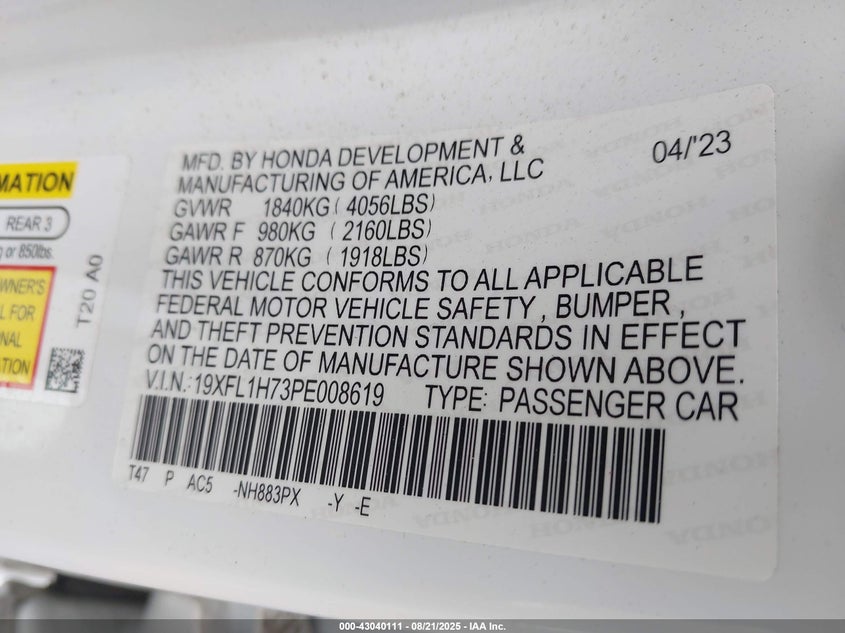 MATION
REAR 3
or 850lbs.
WNER'S
L FOR
ONAL
ATION
T20 A0
MFD. BY HONDA DEVELOPMENT &
MANUFACTURING OF AMERICA, LLC
04/'23
GVWR 1840KG ( 4056LBS)
GAWR F 980KG ( 2160LBS)
GAWR R 870KG ( 1918LBS)
THIS VEHICLE CONFORMS TO ALL APPLICABLE
FEDERAL MOTOR VEHICLE SAFETY , BUMPER ,
AND THEFT PREVENTION STANDARDS IN EFFECT
ON THE DATE OF MANUFACTURE SHOWN ABOVE.
V.I.N.: 19XFL1H73PE008619 TYPE: PASSENGER CAR
T47 P AC5 -NH883PX -Y -E
HONDA
000-43040111 - 08/21/2025 - IAA Inc.